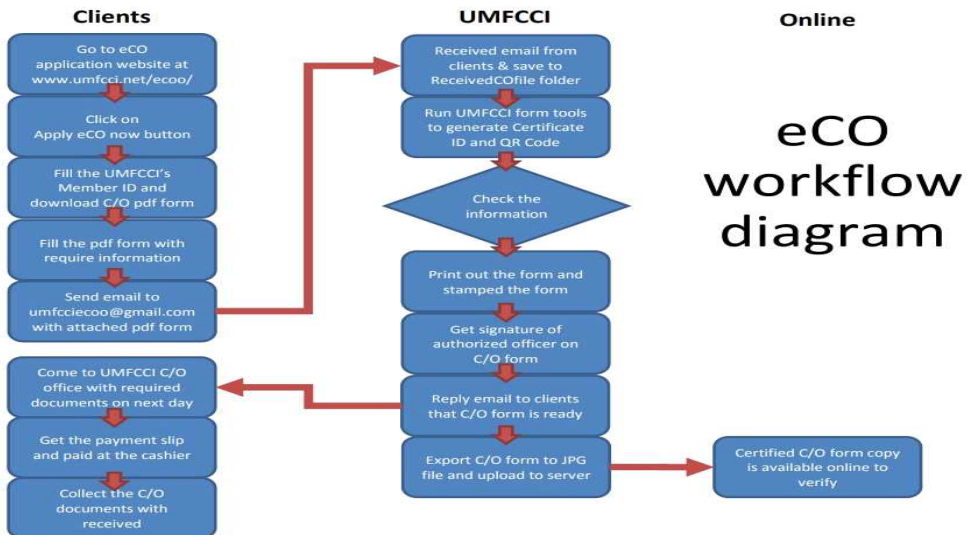 Clients
UMFCCI
Online
Go to eCO
application website at
www.umfcci.net/ecoo/
Click on
Apply eCO now button
Fill the UMFCCI's
Member ID and
download C/O pdf form
Fill the pdf form with
require information
Send email to
umfcciecoo@gmail.com
with attached pdf form
Received email from
clients & save to
ReceivedCOfile folder
Run UMFCCI form tools
to generate Certificate
ID and QR Code
Check the
information
Print out the form and
stamped the form
Get signature of
authorized officer on
C/O form
Reply email to clients
that C/O form is ready
Export C/O form to JPG
file and upload to server
Come to UMFCCI C/O
office with required
documents on next day
Get the payment slip
and paid at the cashier
Collect the C/O
documents with
received
Certified C/O form copy
is available online to
verify
eCO
workflow
diagram